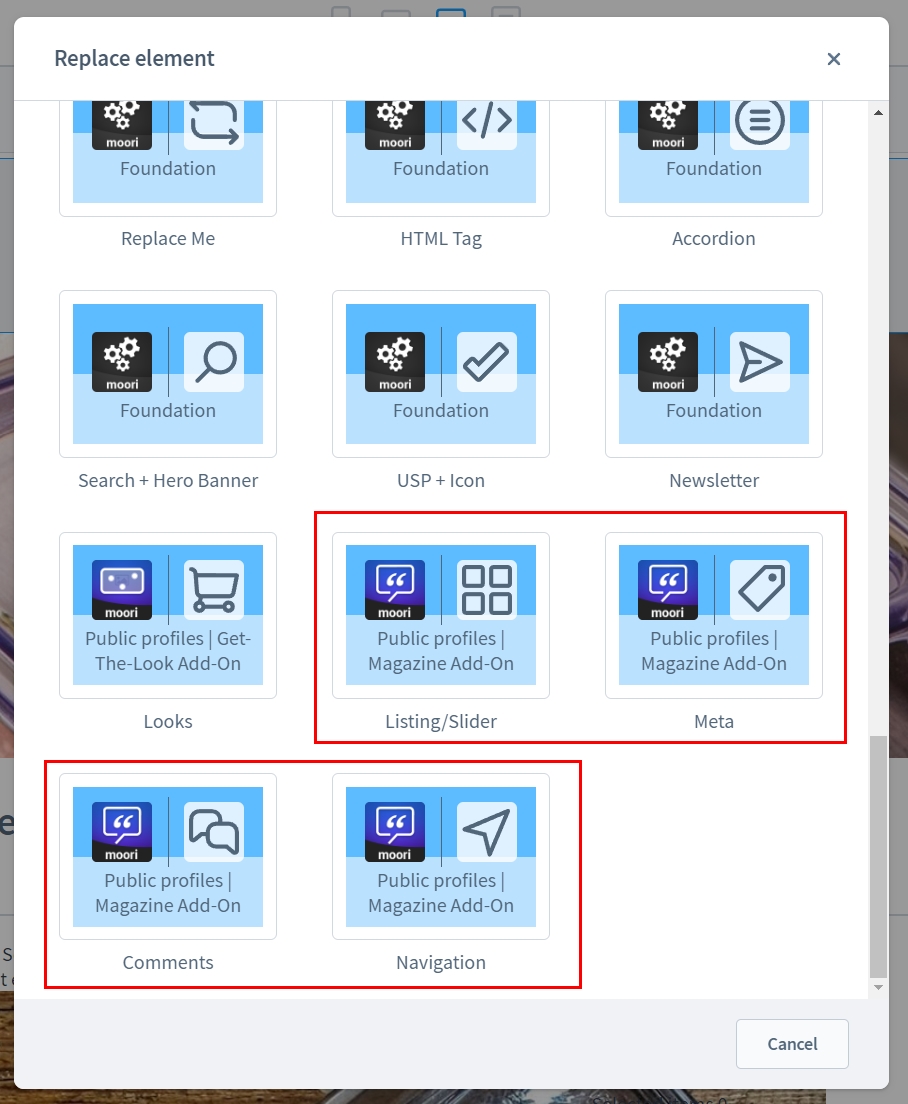 Replace element
moori
moori
moori
Foundation
Foundation
Foundation
Replace Me
HTML Tag
Accordion
moori
moori
moori
Foundation
Foundation
Foundation
Search + Hero Banner
USP + Icon
Newsletter
moori
moori
moori
Public profiles | Get-
The-Look Add-On
Public profiles |
Magazine Add-On
Public profiles |
Magazine Add-On
Looks
Listing/Slider
Meta
moori
moori
Public profiles |
Magazine Add-On
Public profiles |
Magazine Add-On
Comments
Navigation
Cancel